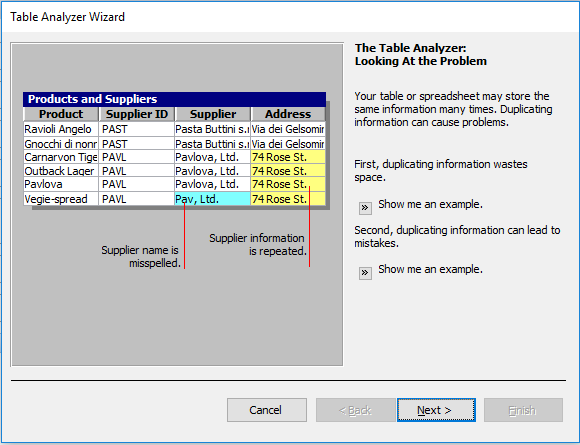 Table Analyzer Wizard
Products and Suppliers
Product Supplier ID Supplier Address
Ravioli Angelo PAST Pasta Buttini s.r Via dei Gelsomir
Gnocchi di nonr PAST Pasta Buttini s.r Via dei Gelsomir
Carnarvon Tige PAVL Pavlova, Ltd. 74 Rose St.
Outback Lager PAVL Pavlova, Ltd. 74 Rose St.
Pavlova PAVL Pavlova, Ltd. 74 Rose St.
Vegie-spread PAVL Pav, Ltd. 74 Rose St.
Supplier name is
misspelled.
Supplier information
is repeated.
The Table Analyzer:
Looking At the Problem
Your table or spreadsheet may store the
same information many times. Duplicating
information can cause problems.
First, duplicating information wastes
space.
» Show me an example.
Second, duplicating information can lead to
mistakes.
» Show me an example.
Cancel < Back Next > Finish